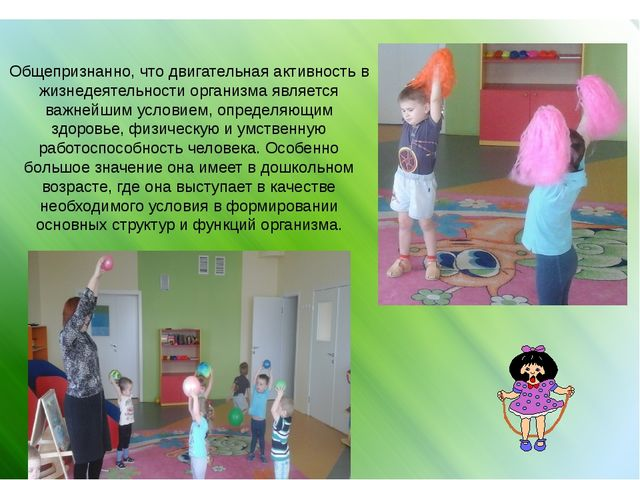 Общепризнанно, что двигательная активность в
жизнедеятельности организма является
важнейшим условием, определяющим
здоровье, физическую и умственную
работоспособность человека. Особенно
большое значение она имеет в дошкольном
возрасте, где она выступает в качестве
необходимого условия в формировании
основных структур и функций организма.